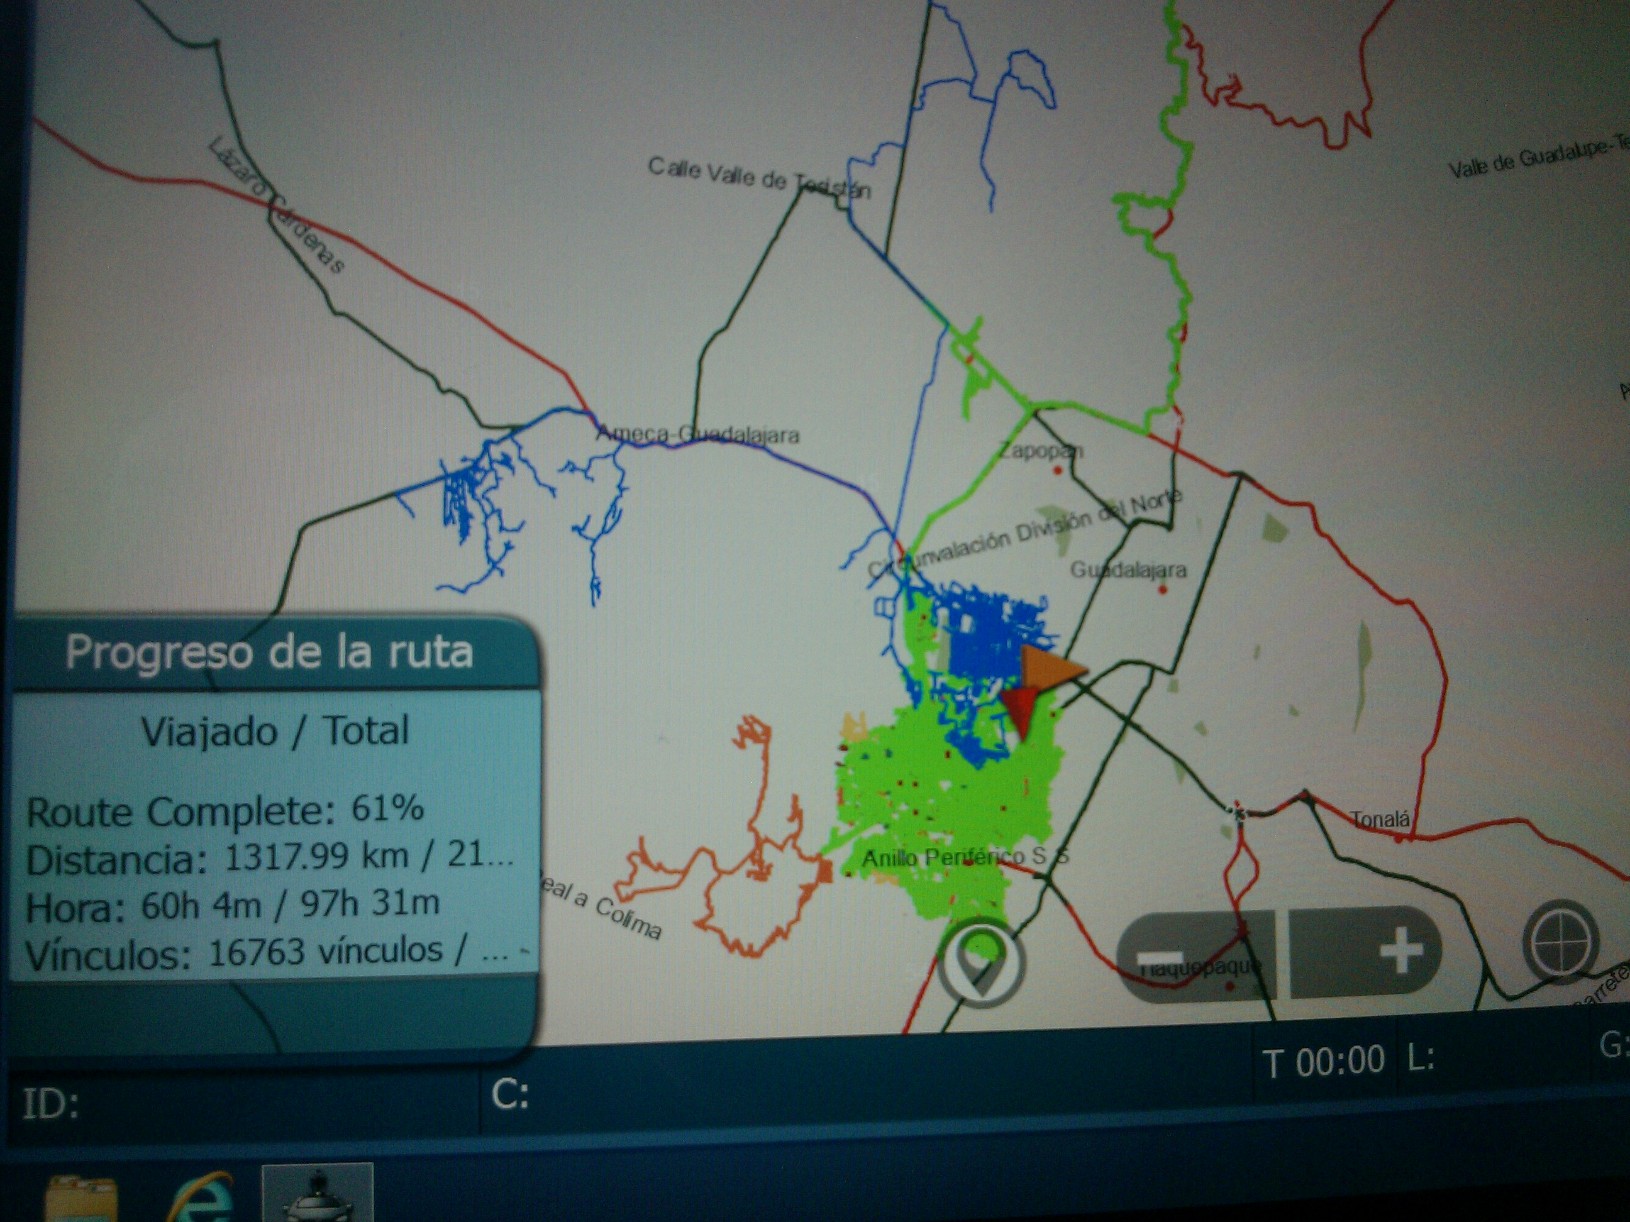 Lázaro Cárdenas
Calle Valle de Tesistán
Valle de Guadalupe-Te
Ameca-Guadalajara
Zapopan
Circunvalación División del Norte
Guadalajara
Progreso de la ruta
Viajado / Total
Route Complete: 61%
Distancia: 1317.99 km / 21...
Hora: 60h 4m / 97h 31m
Vínculos: 16763 vínculos / ...
Tonalá
Anillo Periférico S S
eal a Colima
Tlaquepaque
arrete
ID:
C:
T 00:00
L:
G: